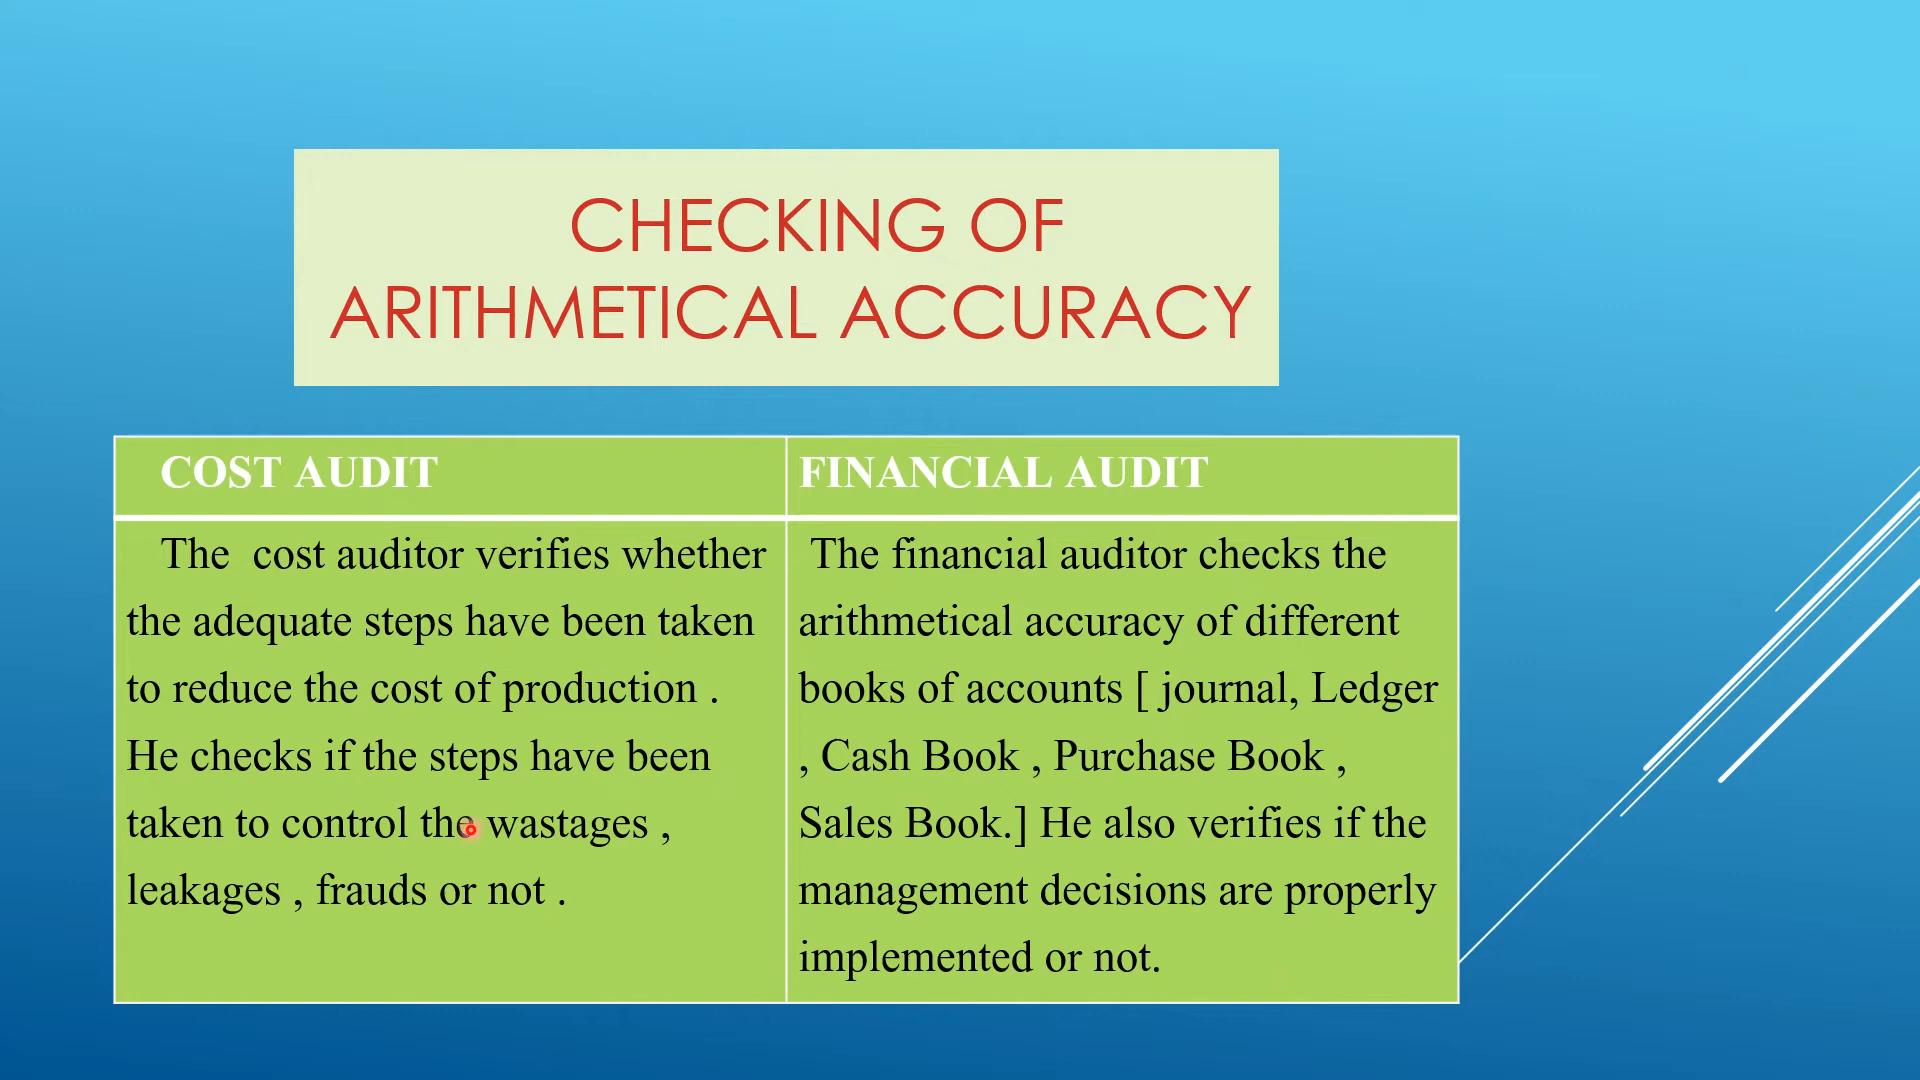 CHECKING OF
ARITHMETICAL ACCURACY
COST AUDIT
The cost auditor verifies whether
the adequate steps have been taken
to reduce the cost of production .
He checks if the steps have been
taken to control the wastages ,
leakages , frauds or not .
FINANCIAL AUDIT
The financial auditor checks the
arithmetical accuracy of different
books of accounts [ journal, Ledger
, Cash Book , Purchase Book ,
Sales Book.] He also verifies if the
management decisions are properly
implemented or not.